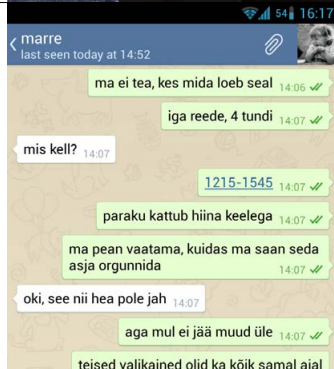 54 16:17
marre
last seen today at 14:52
ma ei tea, kes mida loeb seal 14:06
iga reede, 4 tundi 14:07
mis kell? 14:07
1215-1545 14:07
paraku kattub hiina keelega 14:07
ma pean vaatama, kuidas ma saan seda
asja orgunnida 14:07
oki, see nii hea pole jah 14:07
aga mul ei jää muud üle 14:07
teised valikained olid ka kõik samal ajal